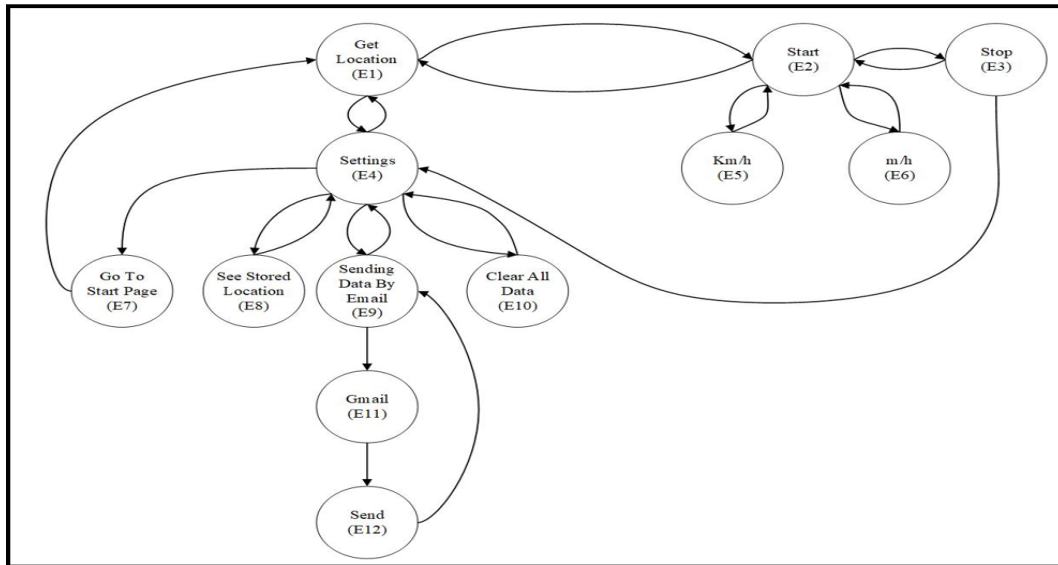 Get
Location
(E1)
Start
(E2)
Stop
(E3)
Km/h
(E5)
m/h
(E6)
Settings
(E4)
Go To
Start Page
(E7)
See Stored
Location
(E8)
Sending
Data By
Email
(E9)
Clear All
Data
(E10)
Gmail
(E11)
Send
(E12)